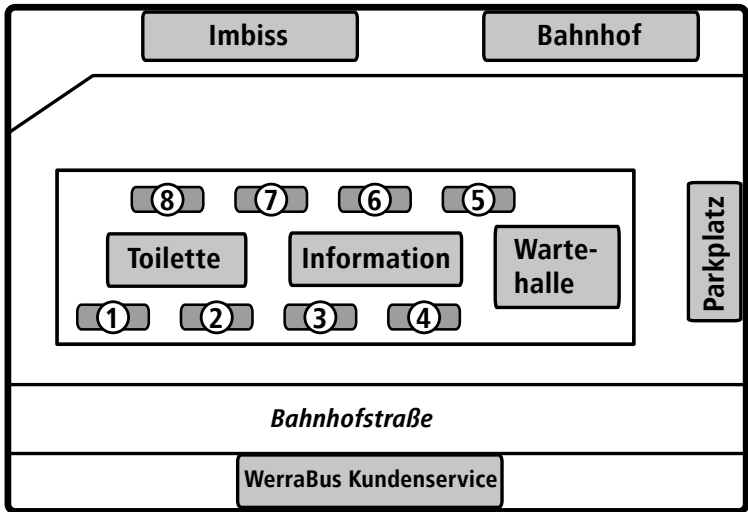 Imbiss
Bahnhof
8
7
6
5
Toilette
Information
Warte-
halle
Parkplatz
1
2
3
4
Bahnhofstraße
WerraBus Kundenservice